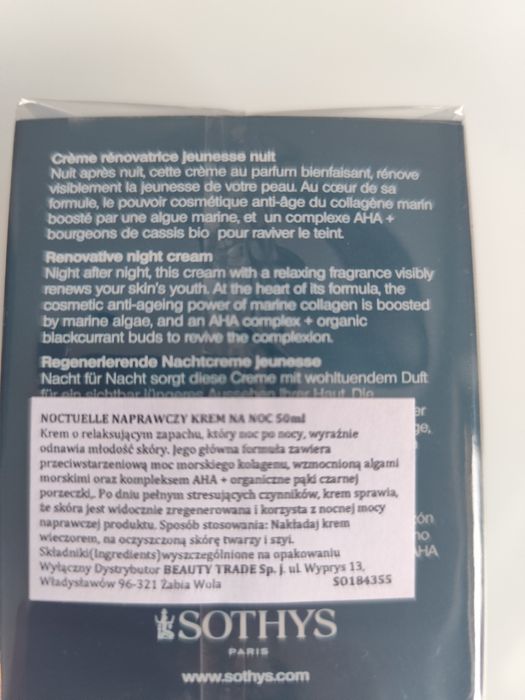 Crème rénovatrice jeunesse nuit
Nuit après nuit, cette crème au parfum bienfaisant, rénove
visiblement la jeunesse de votre peau. Au cœur de sa
formule, le pouvoir cosmétique anti-âge du collagène marin
boosté par une algue marine, et un complexe AHA +
bourgeons de cassis bio pour raviver le teint.
Renovative night cream
Night after night, this cream with a relaxing fragrance visibly
renews your skin's youth. At the heart of its formula, the
cosmetic anti-ageing power of marine collagen is boosted
by marine algae, and an AHA complex + organic
blackcurrant buds to revive the complexion.
Regenerierende Nachtcreme jeunesse
Nacht für Nacht sorgt diese Creme mit wohltuendem Duft
für ein sichtbar jüngeres Aussehen Ihrer Haut. Die
NOCTUELLE NAPRAWCZY KREM NA NOC 50ml
Krem o relaksującym zapachu, który noc po nocy, wyraźnie
odnawia młodość skóry. Jego główna formuła zawiera
przeciwstarzeniową moc morskiego kolagenu, wzmocnioną algami
morskimi oraz kompleksem AHA + organiczne pąki czarnej
porzeczki,. Po dniu pełnym stresujących czynników, krem sprawia,
że skóra jest widocznie zregenerowana i korzysta z nocnej mocy
naprawczej produktu. Sposób stosowania: Nakładaj krem
wieczorem, na oczyszczoną skórę twarzy i szyi.
Składniki(Ingredients)wyszczególnione na opakowaniu
Wyłączny Dystrybutor BEAUTY TRADE Sp. j. ul. Wyprys 13,
Władysławów 96-321 Żabia Wola S0184355
SOTHYS
PARIS
www.sothys.com